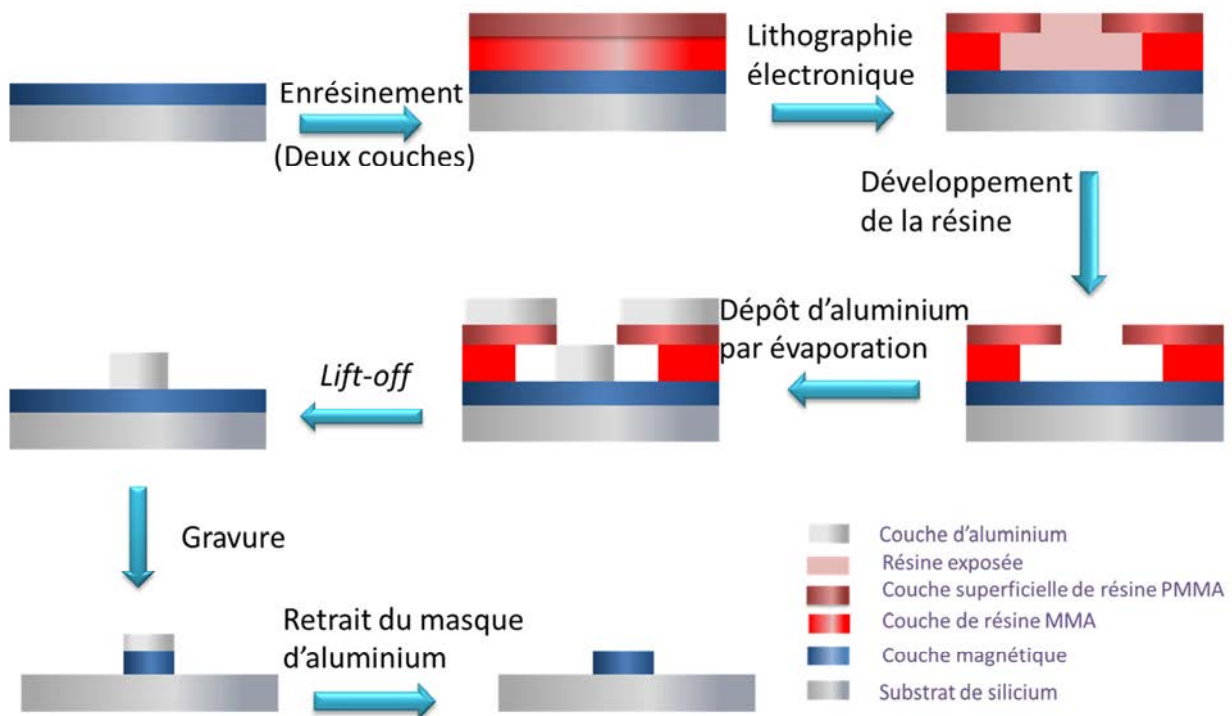 Enrésinement
(Deux couches)
Lithographie
électronique
Développement
de la résine
Dépôt d'aluminium
par évaporation
Lift-off
Gravure
Retrait du masque
d'aluminium
Couche d'aluminium
Résine exposée
Couche superficielle de résine PMMA
Couche de résine MMA
Couche magnétique
Substrat de silicium